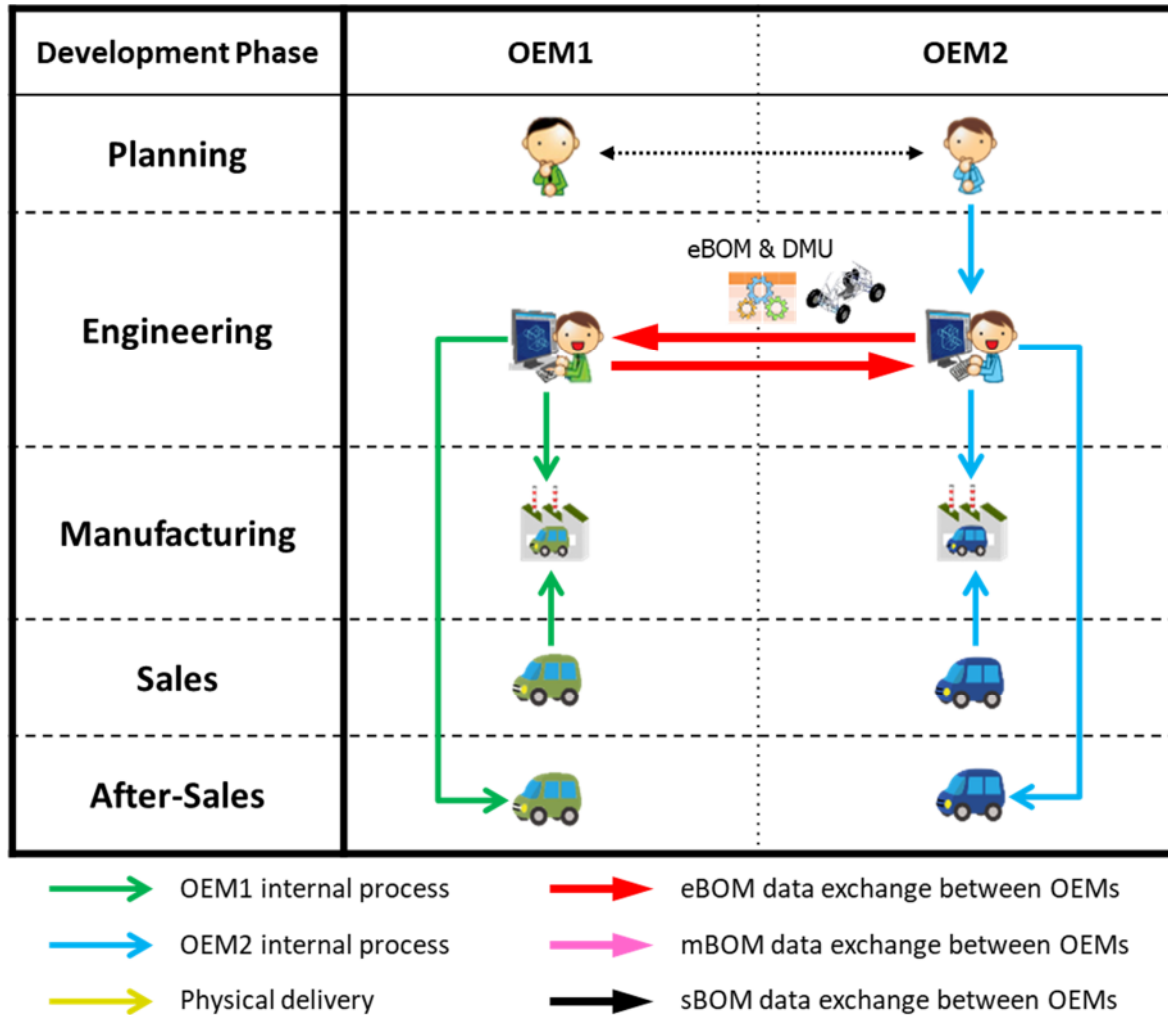 Development Phase
OEM1
OEM2
Planning
eBOM & DMU
Engineering
Manufacturing
Sales
After-Sales
OEM1 internal process
eBOM data exchange between OEMs
OEM2 internal process
mBOM data exchange between OEMs
Physical delivery
sBOM data exchange between OEMs